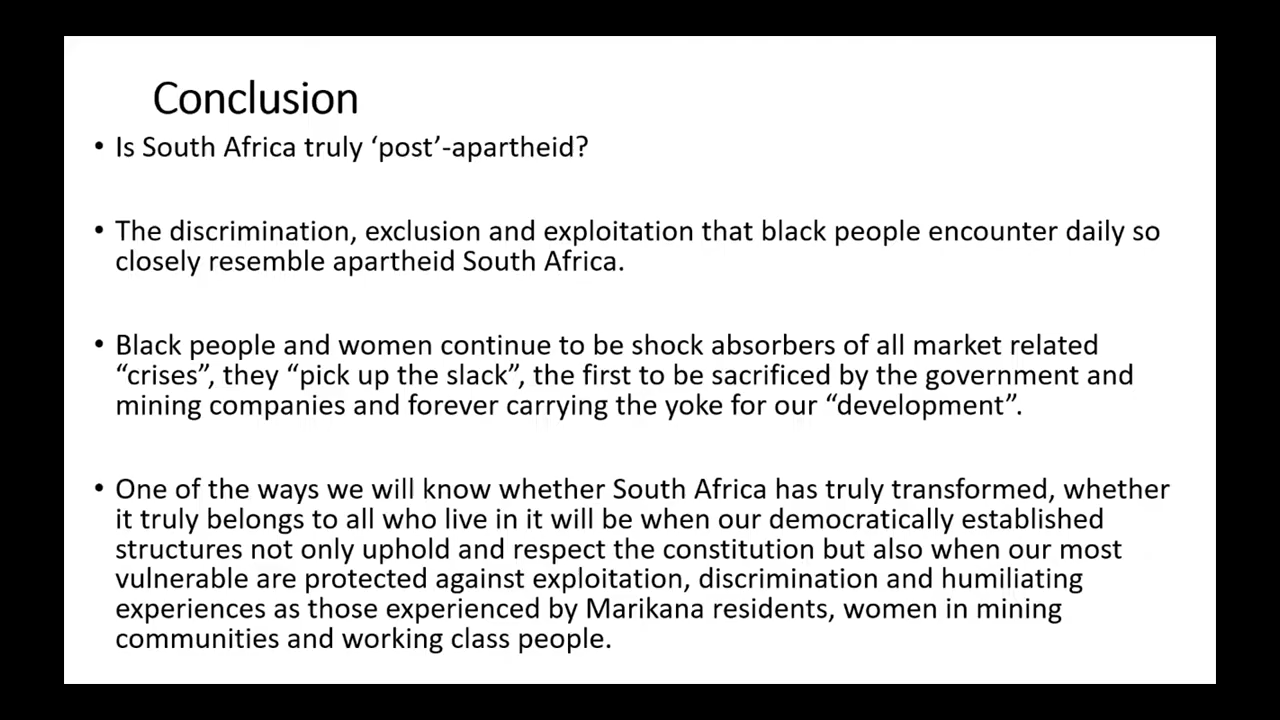 Conclusion
• Is South Africa truly ‘post’-apartheid?
• The discrimination, exclusion and exploitation that black people encounter daily so
closely resemble apartheid South Africa.
• Black people and women continue to be shock absorbers of all market related
“crises”, they “pick up the slack”, the first to be sacrificed by the government and
mining companies and forever carrying the yoke for our “development”.
• One of the ways we will know whether South Africa has truly transformed, whether
it truly belongs to all who live in it will be when our democratically established
structures not only uphold and respect the constitution but also when our most
vulnerable are protected against exploitation, discrimination and humiliating
experiences as those experienced by Marikana residents, women in mining
communities and working class people.